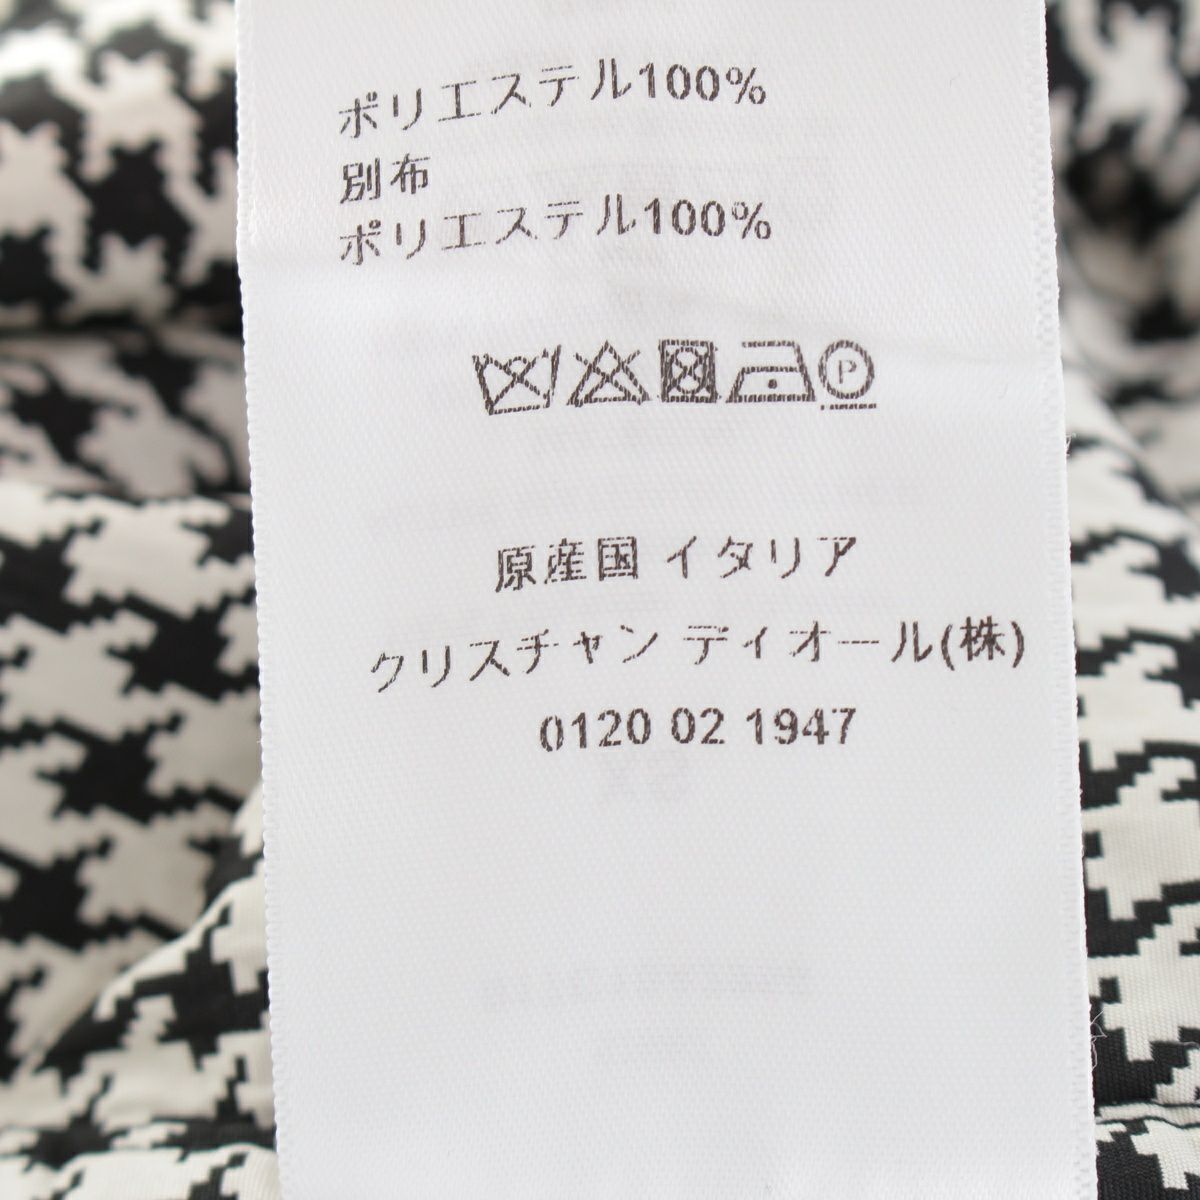 ポリエステル100%
別布
ポリエステル100%
P
原産国 イタリア
クリスチャン ディオール(株)
0120 02 1947